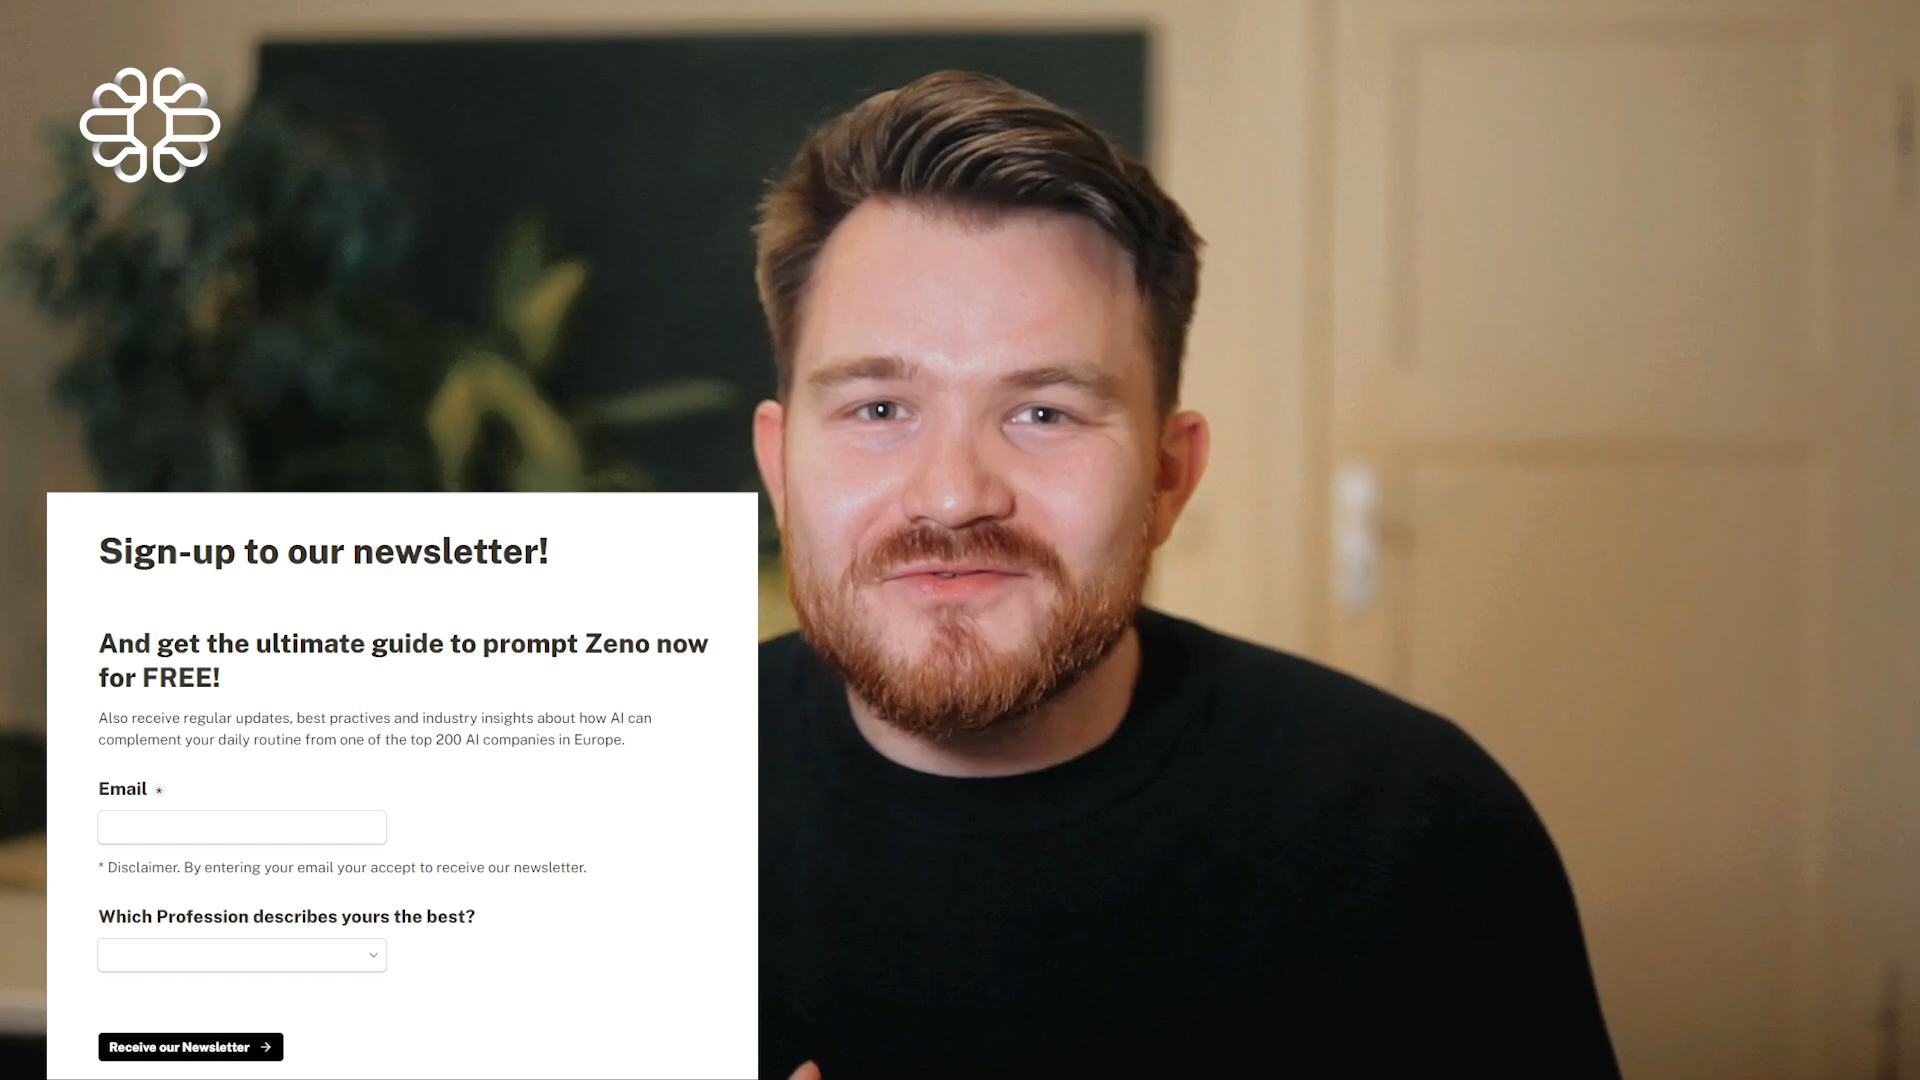 Sign-up to our newsletter!
And get the ultimate guide to prompt Zeno now
for FREE!
Also receive regular updates, best practives and industry insights about how AI can
complement your daily routine from one of the top 200 AI companies in Europe.
Email *
* Disclaimer. By entering your email your accept to receive our newsletter.
Which Profession describes yours the best?
Receive our Newsletter →